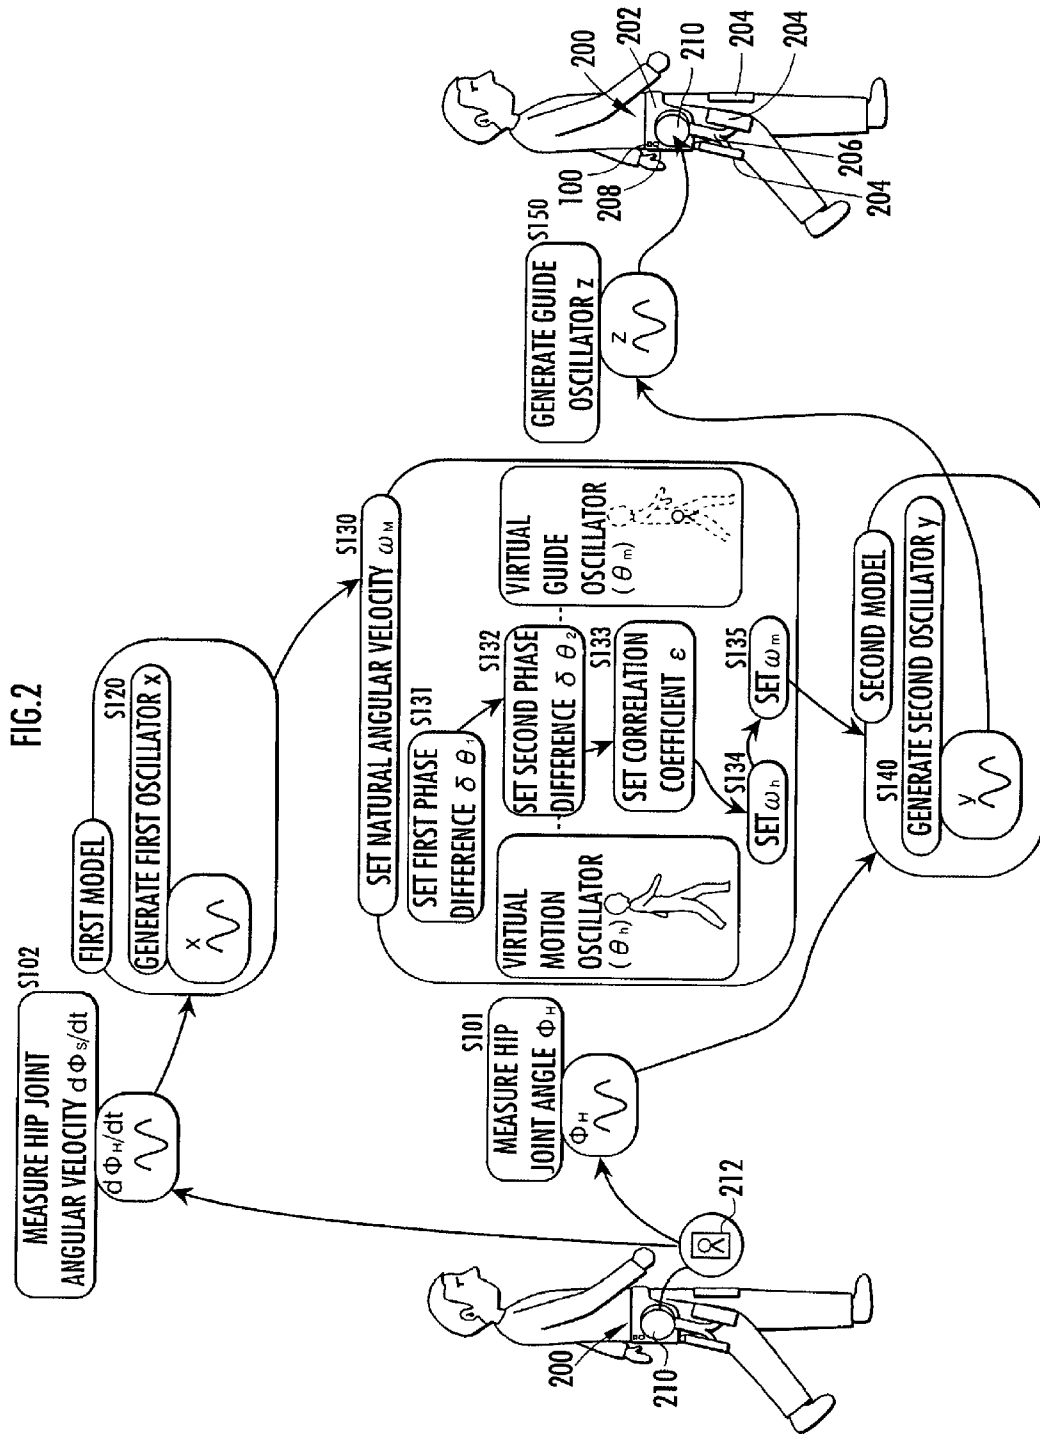 FIG.2
MEASURE HIP JOINT
ANGULAR VELOCITY dΦs/dt
S102
dΦH/dt
FIRST MODEL
S120
GENERATE FIRST OSCILLATOR x
x
S130
SET NATURAL ANGULAR VELOCITY ωM
S131
SET FIRST PHASE
DIFFERENCE δθ1
S132
SET SECOND PHASE
DIFFERENCE δθ2
S133
SET CORRELATION
COEFFICIENT ε
S134
SET ωh
S135
SET ωm
VIRTUAL
MOTION
OSCILLATOR
(θh)
VIRTUAL
GUIDE
OSCILLATOR
(θm)
S101
MEASURE HIP
JOINT ANGLE ΦH
ΦH
SECOND MODEL
S140
GENERATE SECOND OSCILLATOR y
y
S150
GENERATE GUIDE
OSCILLATOR z
z
200
210
212
100
208
200
202
210
204
204
206
204